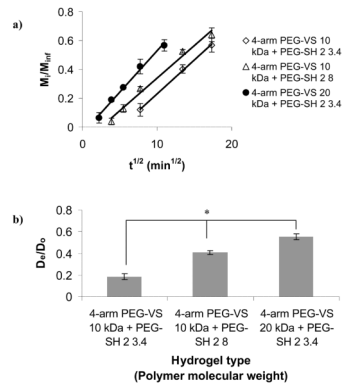 a)
M_t/M_inf
0.8
0.6
0.4
0.2
0
0
10
20
t^1/2 (min^1/2)
4-arm PEG-VS 10
kDa + PEG-SH 2 3.4
4-arm PEG-VS 10
kDa + PEG-SH 2 8
4-arm PEG-VS 20
kDa + PEG-SH 2 3.4
b)
D_e/D_o
0.8
0.6
0.4
0.2
0
*
4-arm PEG-VS
10 kDa + PEG-
SH 2 3.4
4-arm PEG-VS
10 kDa + PEG-
SH 2 8
4-arm PEG-VS
20 kDa + PEG-
SH 2 3.4
Hydrogel type
(Polymer molecular weight)